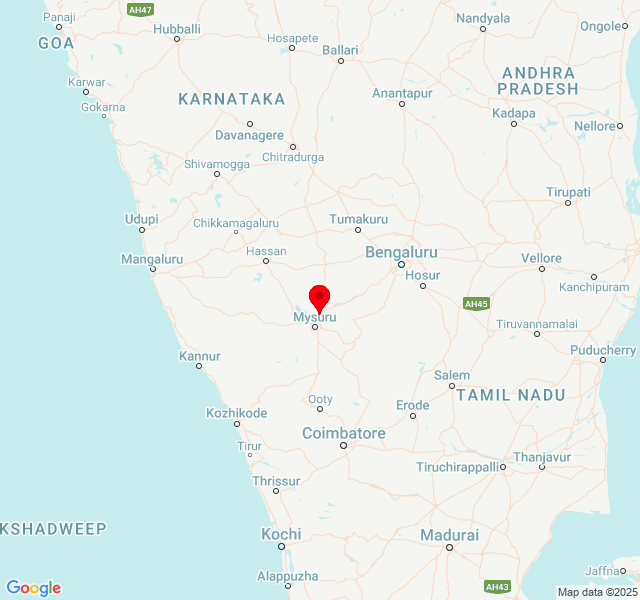 Panaji
AH47
Nandyala
Ongole
GOA
Hubballi
Hosapete
Ballari
ANDHRA
PRADESH
Karwar
KARNATAKA
Anantapur
Gokarna
Kadapa
Davanagere
Nellore
Chitradurga
Shivamogga
Tirupati
Udupi
Chikkamagaluru
Tumakuru
Hassan
Bengaluru
Mangaluru
Vellore
Hosur
Kanchipuram
AH45
Mysuru
Tiruvannamalai
Kannur
Puducherry
Salem
Ooty
TAMIL NADU
Kozhikode
Erode
Coimbatore
Tirur
Tiruchirappalli
Thanjavur
Thrissur
KSHADWEEP
Kochi
Madurai
Jaffna
Alappuzha
AH43
Google
Map data ©2025